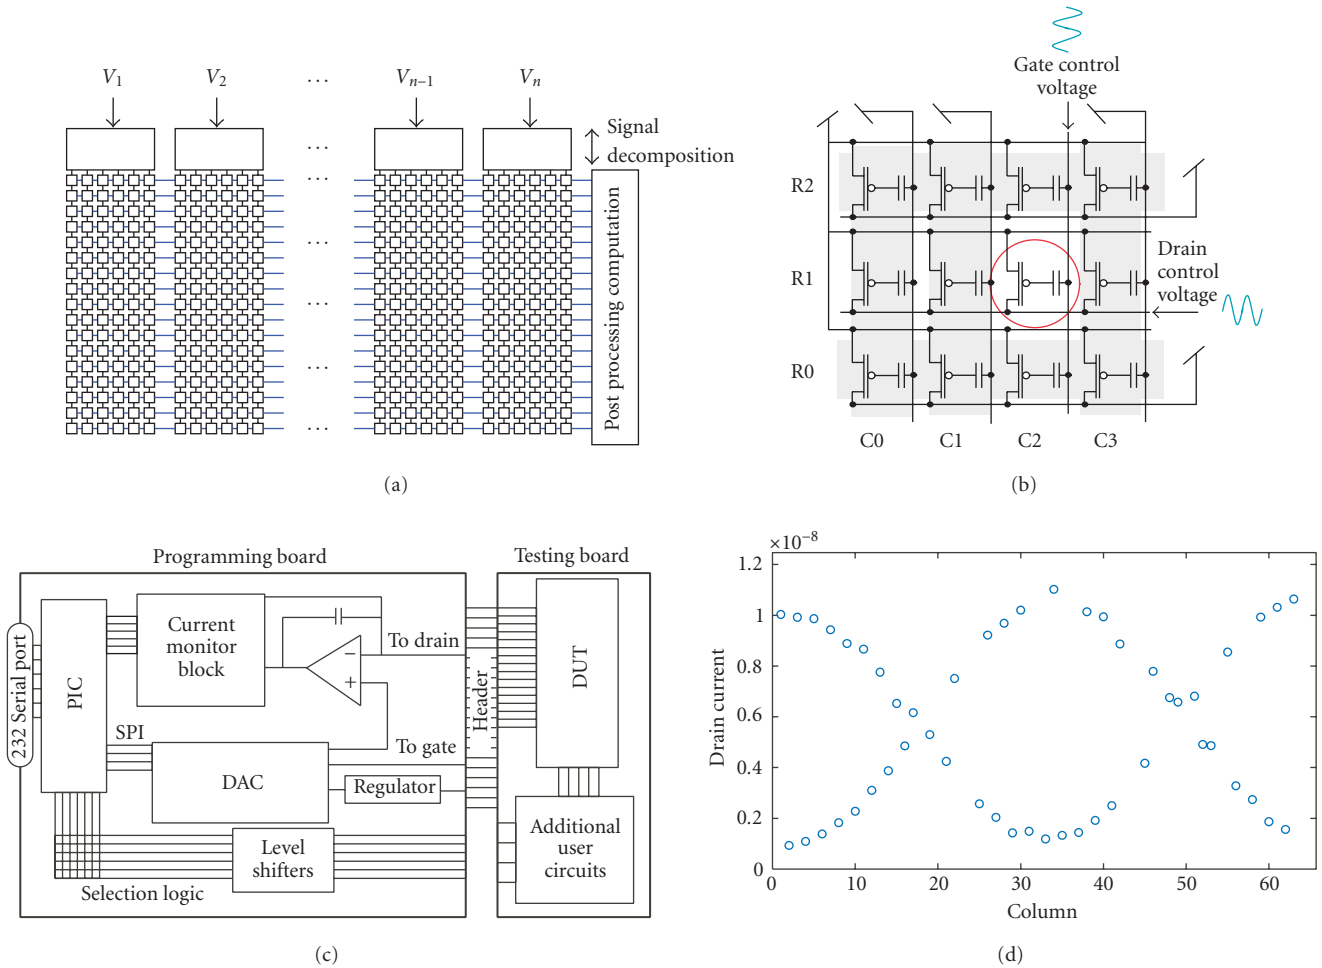 V1 V2 ... Vn–1 Vn
Signal
decomposition
...
...
...
...
...
...
Post processing computation
(a)
Gate control
voltage
R2
R1
R0
Drain
control
voltage
C0 C1 C2 C3
(b)
Programming board
Testing board
232 Serial port
PIC
Current
monitor
block
−
+
To drain
SPI
To gate
DAC
Regulator
Level
shifters
Selection logic
Header
DUT
Additional
user
circuits
(c)
×10−8
1.2
1
0.8
0.6
0.4
0.2
0
Drain current
0 10 20 30 40 50 60
Column
(d)